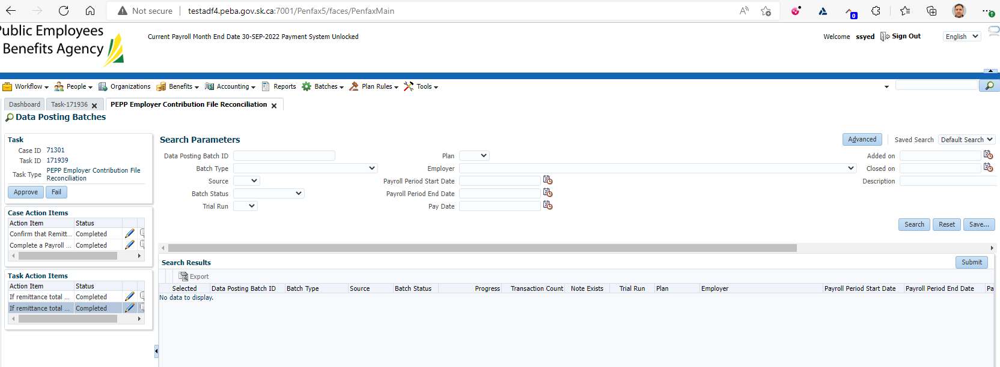 Not secure testadf4.peba.gov.sk.ca:7001/Penfax5/faces/PenfaxMain
0
Public Employees
Benefits Agency
Current Payroll Month End Date 30-SEP-2022 Payment System Unlocked
Welcome ssyed Sign Out English
Workflow People Organizations Benefits Accounting Reports Batches Plan Rules Tools
Dashboard Task-171936 PEPP Employer Contribution File Reconciliation
Data Posting Batches
Task
Case ID 71301
Task ID 171939
Task Type PEPP Employer Contribution File
Reconciliation
Approve Fail
Case Action Items
Action Item Status
Confirm that Remitt... Completed
Complete a Payroll ... Completed
Task Action Items
Action Item Status
If remittance total ... Completed
If remittance total ... Completed
Search Parameters
Advanced Saved Search Default Search
Data Posting Batch ID Plan Added on
Batch Type Employer Closed on
Source Payroll Period Start Date Description
Batch Status Payroll Period End Date
Trial Run Pay Date
Search Reset Save...
Search Results Submit
Export
Selected Data Posting Batch ID Batch Type Source Batch Status Progress Transaction Count Note Exists Trial Run Plan Employer Payroll Period Start Date Payroll Period End Date Pa
No data to display.